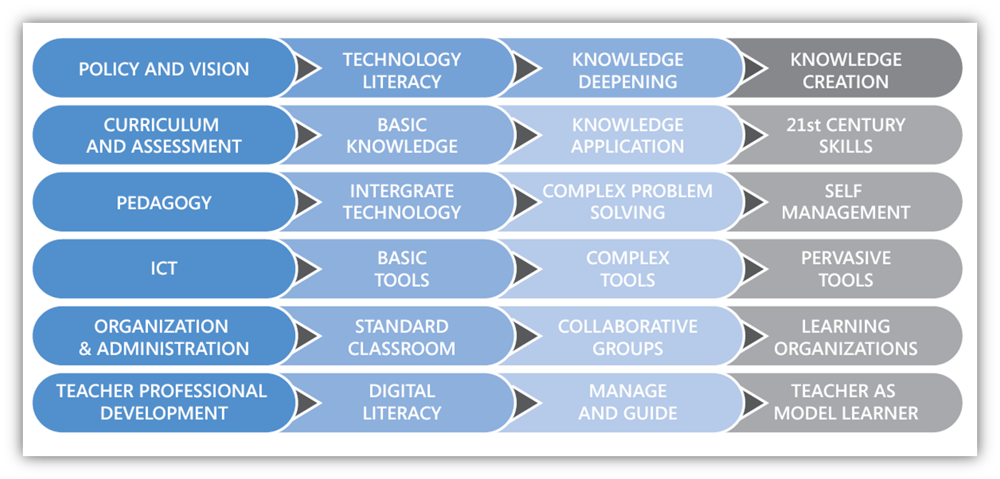 POLICY AND VISION
TECHNOLOGY
LITERACY
KNOWLEDGE
DEEPENING
KNOWLEDGE
CREATION
CURRICULUM
AND ASSESSMENT
BASIC
KNOWLEDGE
KNOWLEDGE
APPLICATION
21st CENTURY
SKILLS
PEDAGOGY
INTERGRATE
TECHNOLOGY
COMPLEX PROBLEM
SOLVING
SELF
MANAGEMENT
ICT
BASIC
TOOLS
COMPLEX
TOOLS
PERVASIVE
TOOLS
ORGANIZATION
& ADMINISTRATION
STANDARD
CLASSROOM
COLLABORATIVE
GROUPS
LEARNING
ORGANIZATIONS
TEACHER PROFESSIONAL
DEVELOPMENT
DIGITAL
LITERACY
MANAGE
AND GUIDE
TEACHER AS
MODEL LEARNER